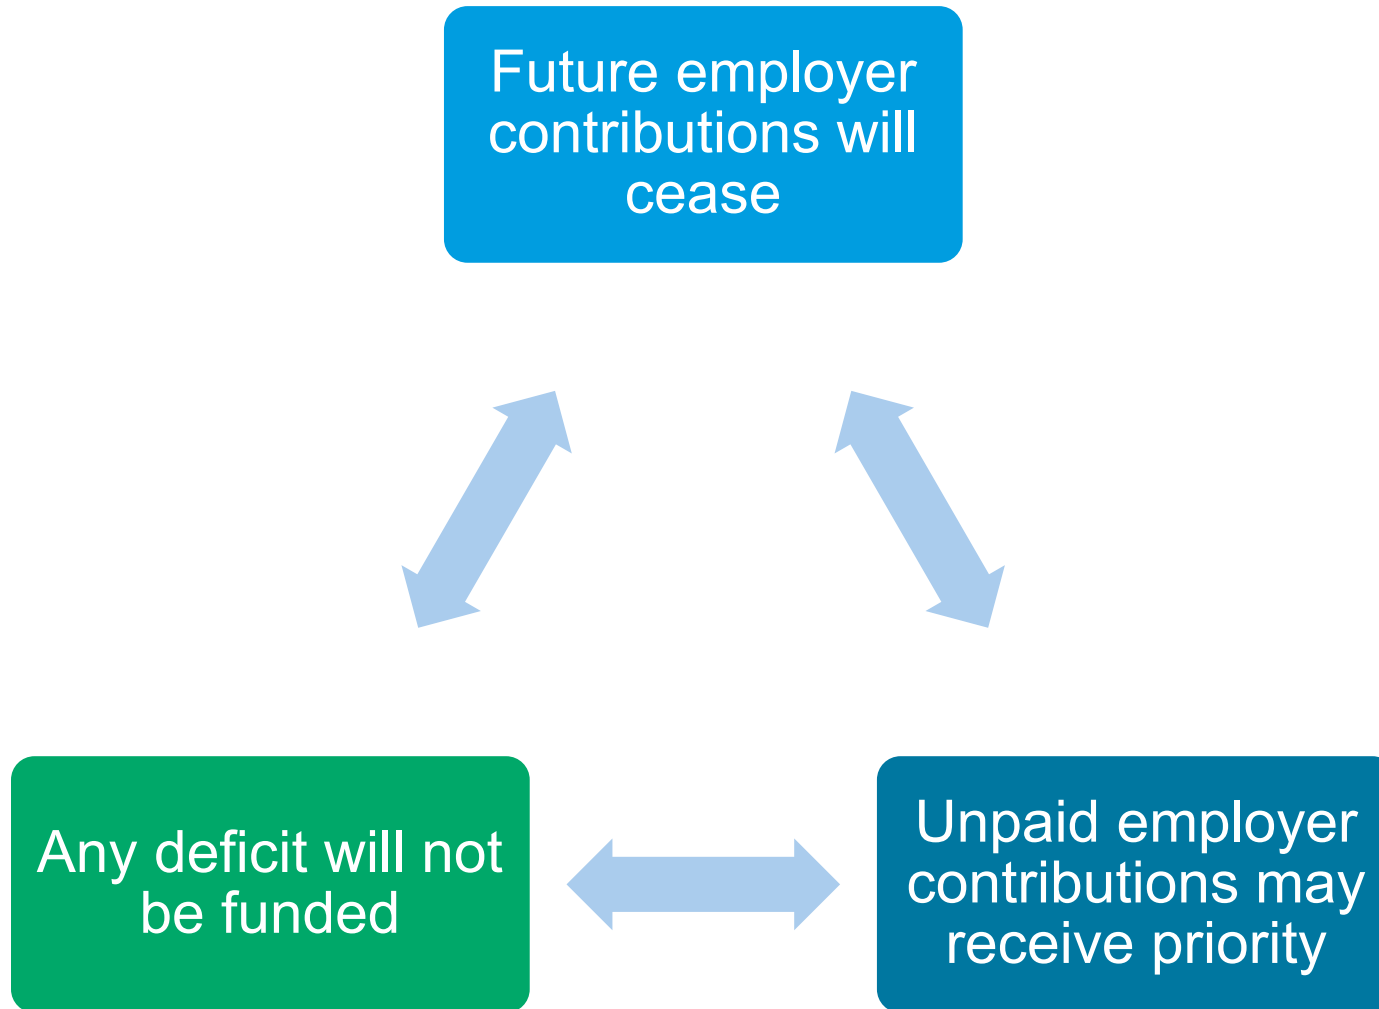 Future employer
contributions will
cease
Any deficit will not
be funded
Unpaid employer
contributions may
receive priority